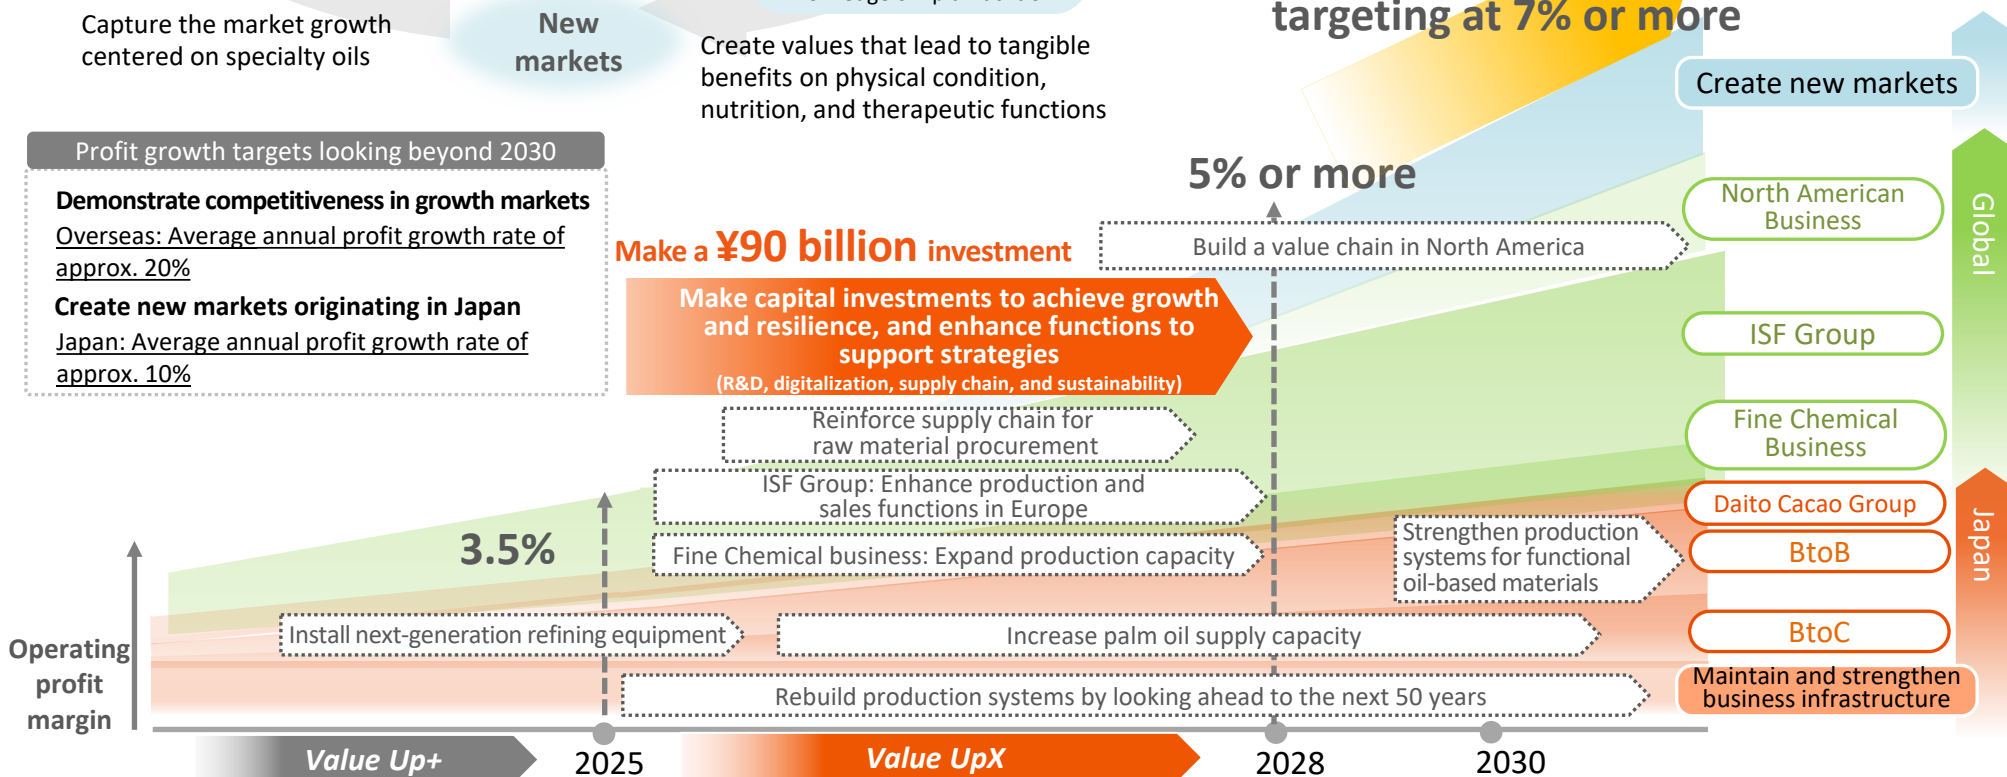 Capture the market growth
centered on specialty oils
New
markets
Create values that lead to tangible
benefits on physical condition,
nutrition, and therapeutic functions
targeting at 7% or more
Create new markets
Profit growth targets looking beyond 2030
Demonstrate competitiveness in growth markets
Overseas: Average annual profit growth rate of
approx. 20%
Create new markets originating in Japan
Japan: Average annual profit growth rate of
approx. 10%
5% or more
Make a ¥90 billion investment
Make capital investments to achieve growth
and resilience, and enhance functions to
support strategies
(R&D, digitalization, supply chain, and sustainability)
Build a value chain in North America
Reinforce supply chain for
raw material procurement
ISF Group: Enhance production and
sales functions in Europe
3.5%
Fine Chemical business: Expand production capacity
Strengthen production
systems for functional
oil-based materials
Install next-generation refining equipment
Increase palm oil supply capacity
Rebuild production systems by looking ahead to the next 50 years
North American
Business
ISF Group
Fine Chemical
Business
Global
Daito Cacao Group
BtoB
BtoC
Japan
Maintain and strengthen
business infrastructure
Operating
profit
margin
Value Up+
2025
Value UpX
2028
2030